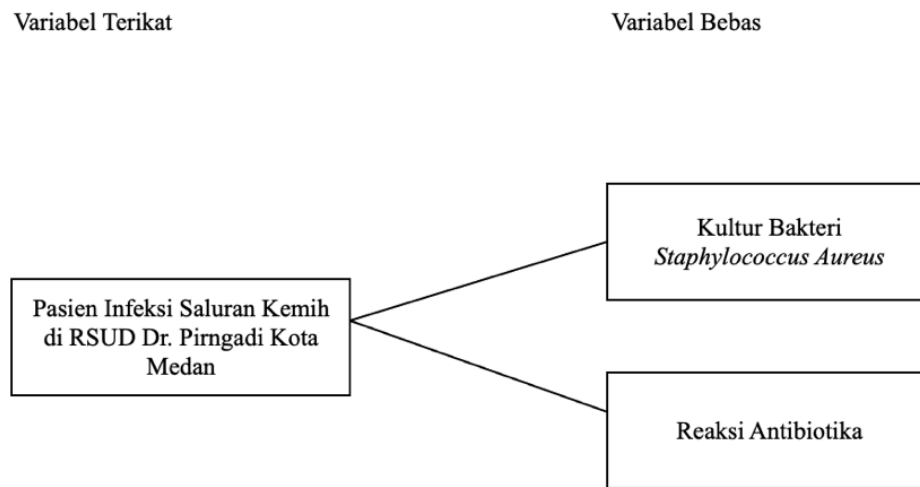 Variabel Terikat
Variabel Bebas
Kultur Bakteri
Staphylococcus Aureus
Pasien Infeksi Saluran Kemih
di RSUD Dr. Pirngadi Kota
Medan
Reaksi Antibiotika